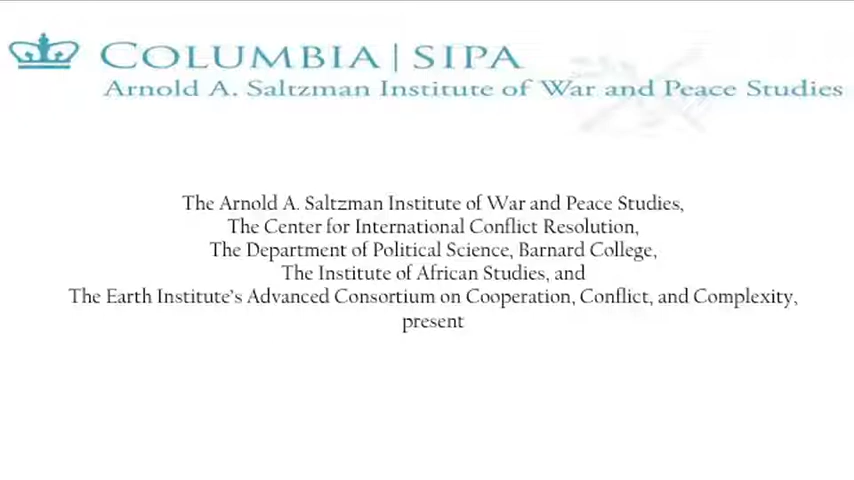 COLUMBIA | SIPA
Arnold A. Saltzman Institute of War and Peace Studies
The Arnold A. Saltzman Institute of War and Peace Studies,
The Center for International Conflict Resolution,
The Department of Political Science, Barnard College,
The Institute of African Studies, and
The Earth Institute's Advanced Consortium on Cooperation, Conflict, and Complexity,
present